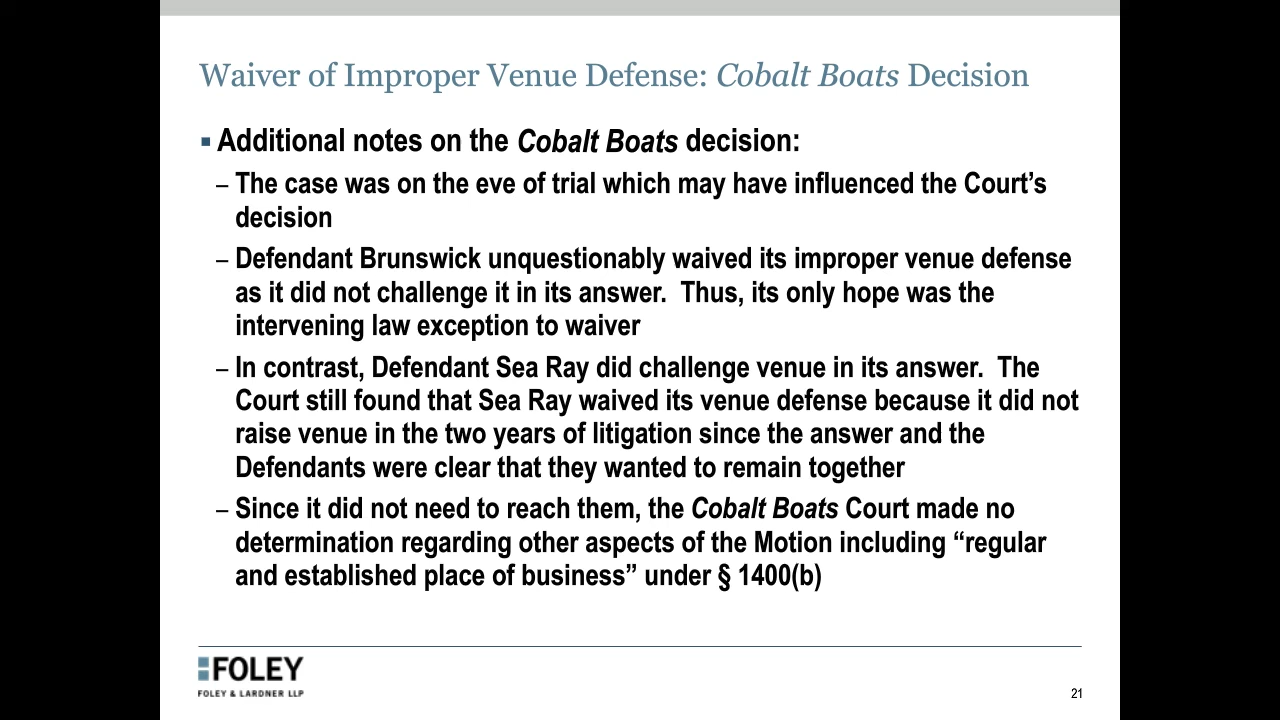 Waiver of Improper Venue Defense: Cobalt Boats Decision
▪ Additional notes on the Cobalt Boats decision:
– The case was on the eve of trial which may have influenced the Court’s
decision
– Defendant Brunswick unquestionably waived its improper venue defense
as it did not challenge it in its answer.  Thus, its only hope was the
intervening law exception to waiver
– In contrast, Defendant Sea Ray did challenge venue in its answer.  The
Court still found that Sea Ray waived its venue defense because it did not
raise venue in the two years of litigation since the answer and the
Defendants were clear that they wanted to remain together
– Since it did not need to reach them, the Cobalt Boats Court made no
determination regarding other aspects of the Motion including “regular
and established place of business” under § 1400(b)
FOLEY
FOLEY & LARDNER LLP
21